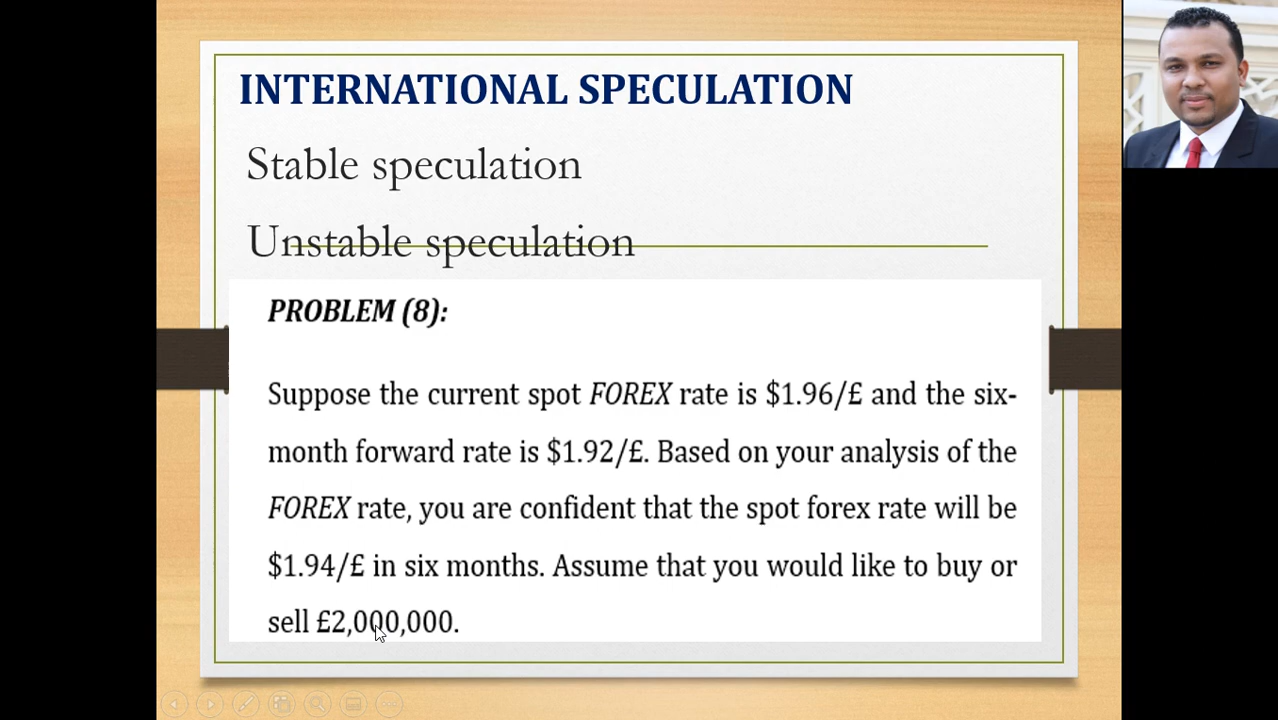 INTERNATIONAL SPECULATION
Stable speculation
Unstable speculation
PROBLEM (8):
Suppose the current spot FOREX rate is $1.96/£ and the six-
month forward rate is $1.92/£. Based on your analysis of the
FOREX rate, you are confident that the spot forex rate will be
$1.94/£ in six months. Assume that you would like to buy or
sell £2,000,000.